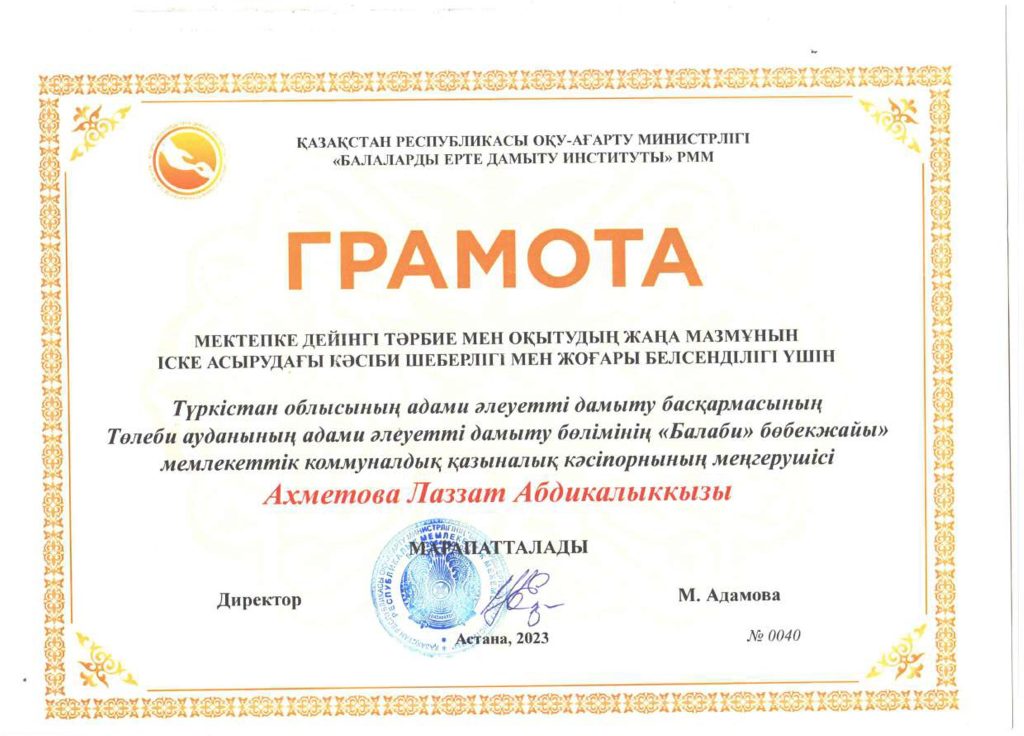 ҚАЗАҚСТАН РЕСПУБЛИКАСЫ ОҚУ-АҒАРТУ МИНИСТРЛІГІ
«БАЛАЛАРДЫ ЕРТЕ ДАМЫТУ ИНСТИТУТЫ» РММ
ГРАМОТА
МЕКТЕПКЕ ДЕЙІНГІ ТӘРБИЕ МЕН ОҚЫТУДЫҢ ЖАҢА МАЗМҰНЫН
ІСКЕ АСЫРУДАҒЫ КӘСІБИ ШЕБЕРЛІГІ МЕН ЖОҒАРЫ БЕЛСЕНДІЛІГІ ҮШІН
Түркістан облысының адами әлеуетті дамыту басқармасының
Төлеби ауданының адами әлеуетті дамыту бөлімінің «Балаби» бөбекжайы»
мемлекеттік коммуналдық қазыналық кәсіпорнының меңгерушісі
Ахметова Лаззат Абдикалыккызы
МАРАПАТТАЛАДЫ
Директор
М. Адамова
Астана, 2023
№ 0040